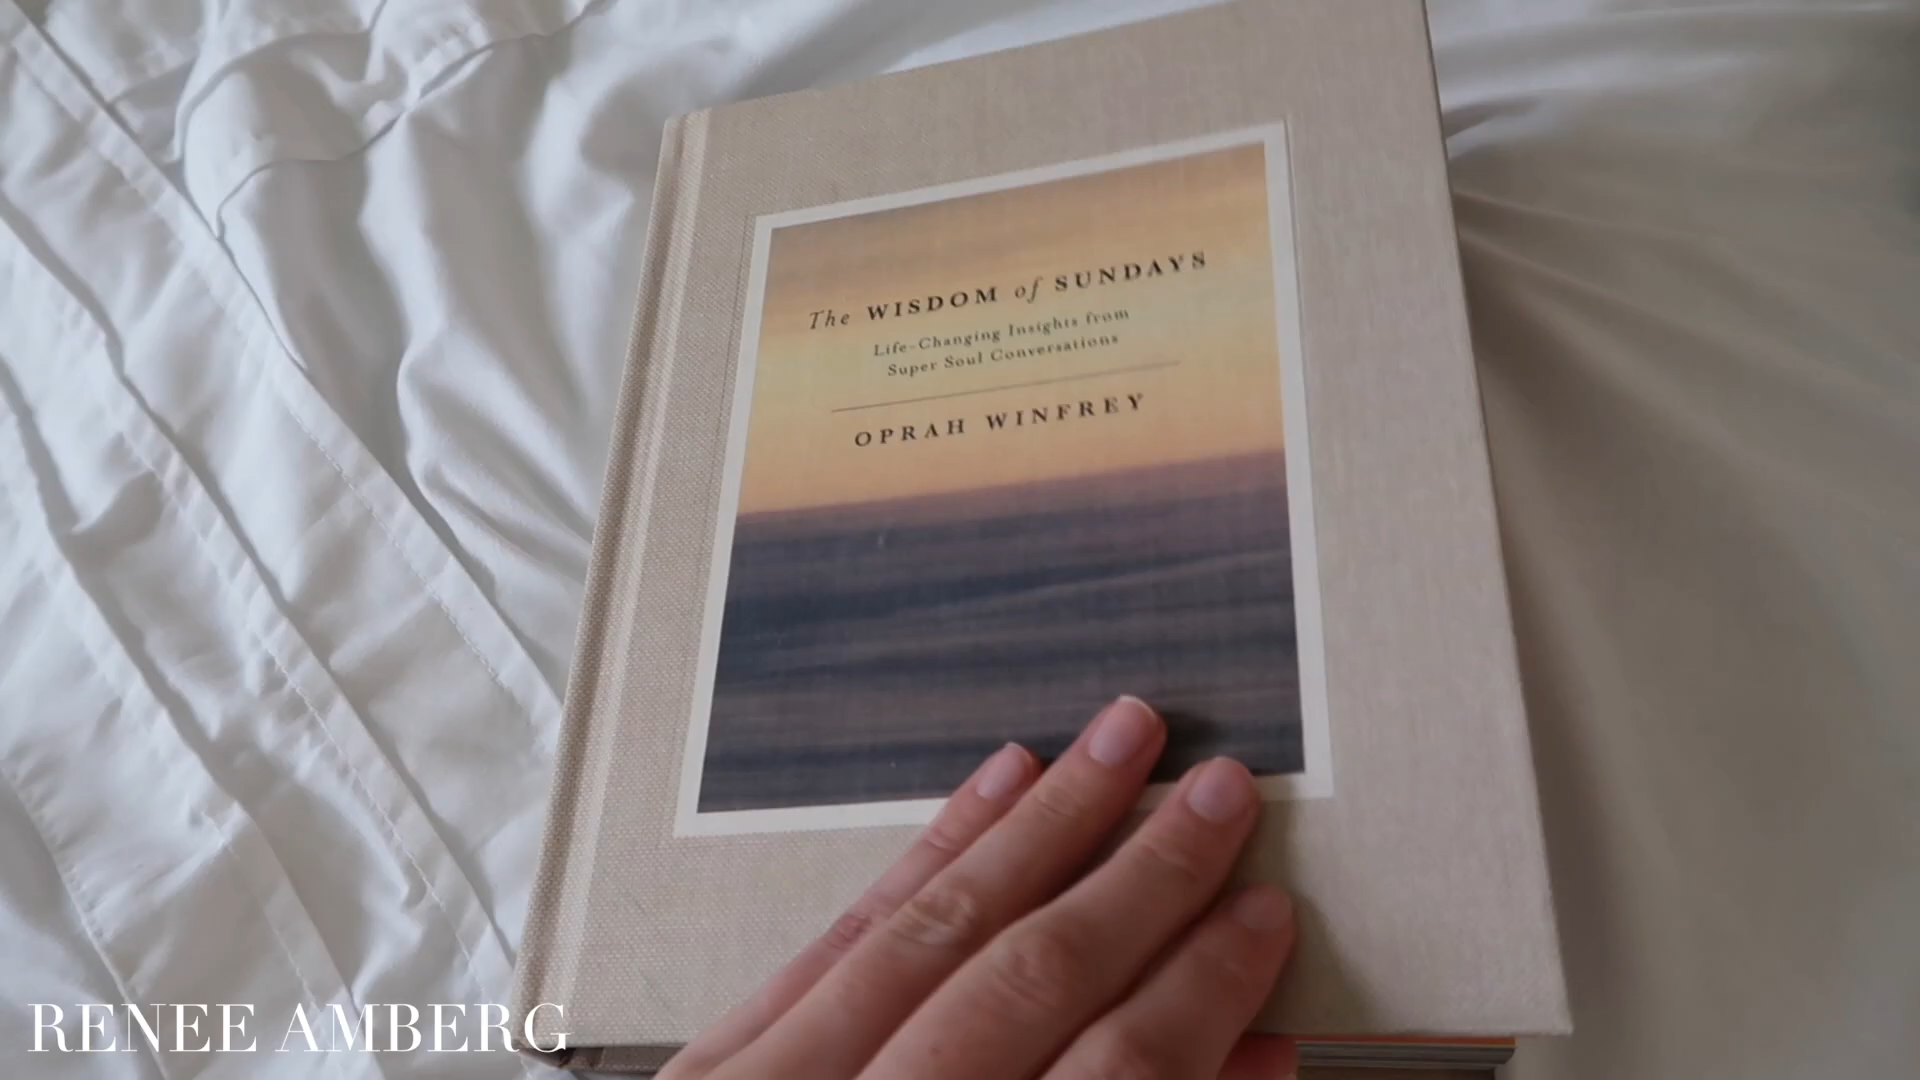 The WISDOM of SUNDAYS
Life-Changing Insights from
Super Soul Conversations
OPRAH WINFREY
RENEE AMBERG